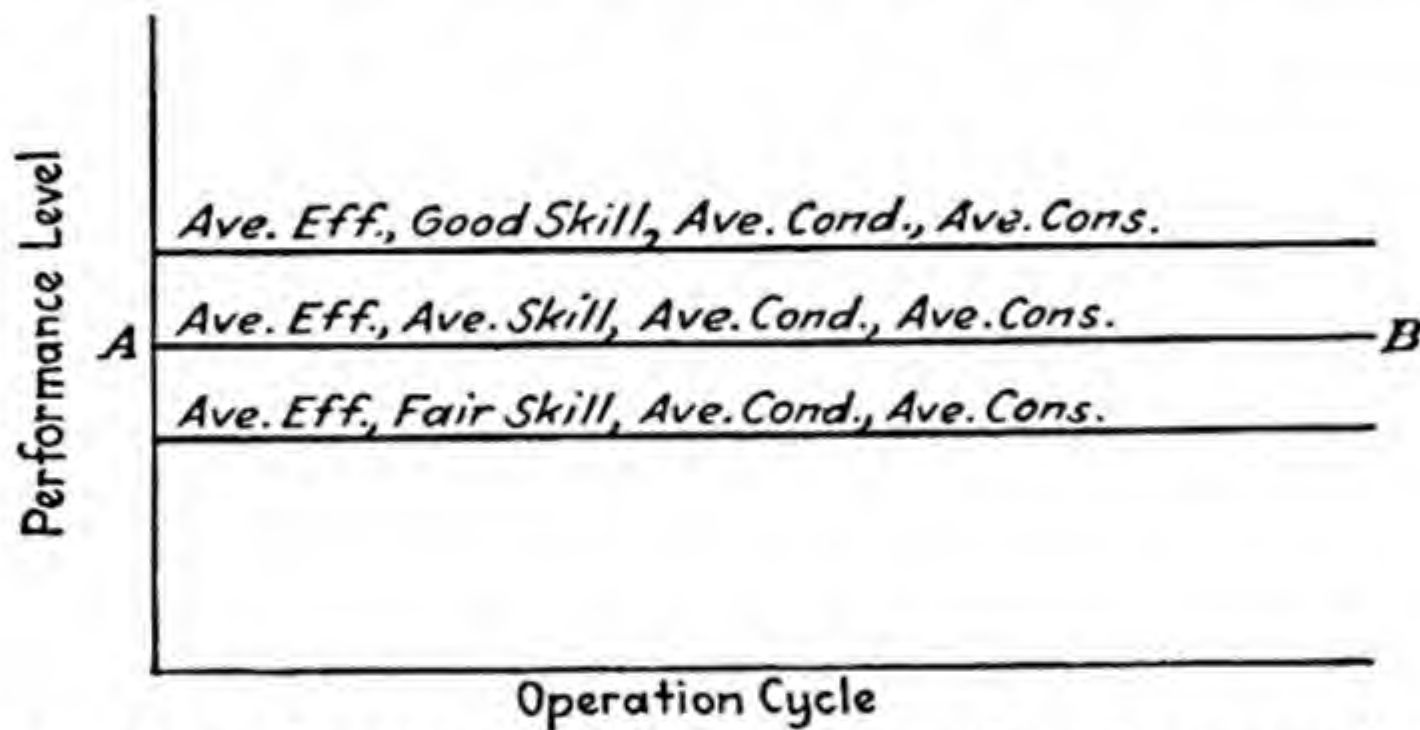 Performance Level
Ave. Eff., Good Skill, Ave. Cond., Ave. Cons.
A
Ave. Eff., Ave. Skill, Ave. Cond., Ave. Cons.
B
Ave. Eff., Fair Skill, Ave. Cond., Ave. Cons.
Operation Cycle